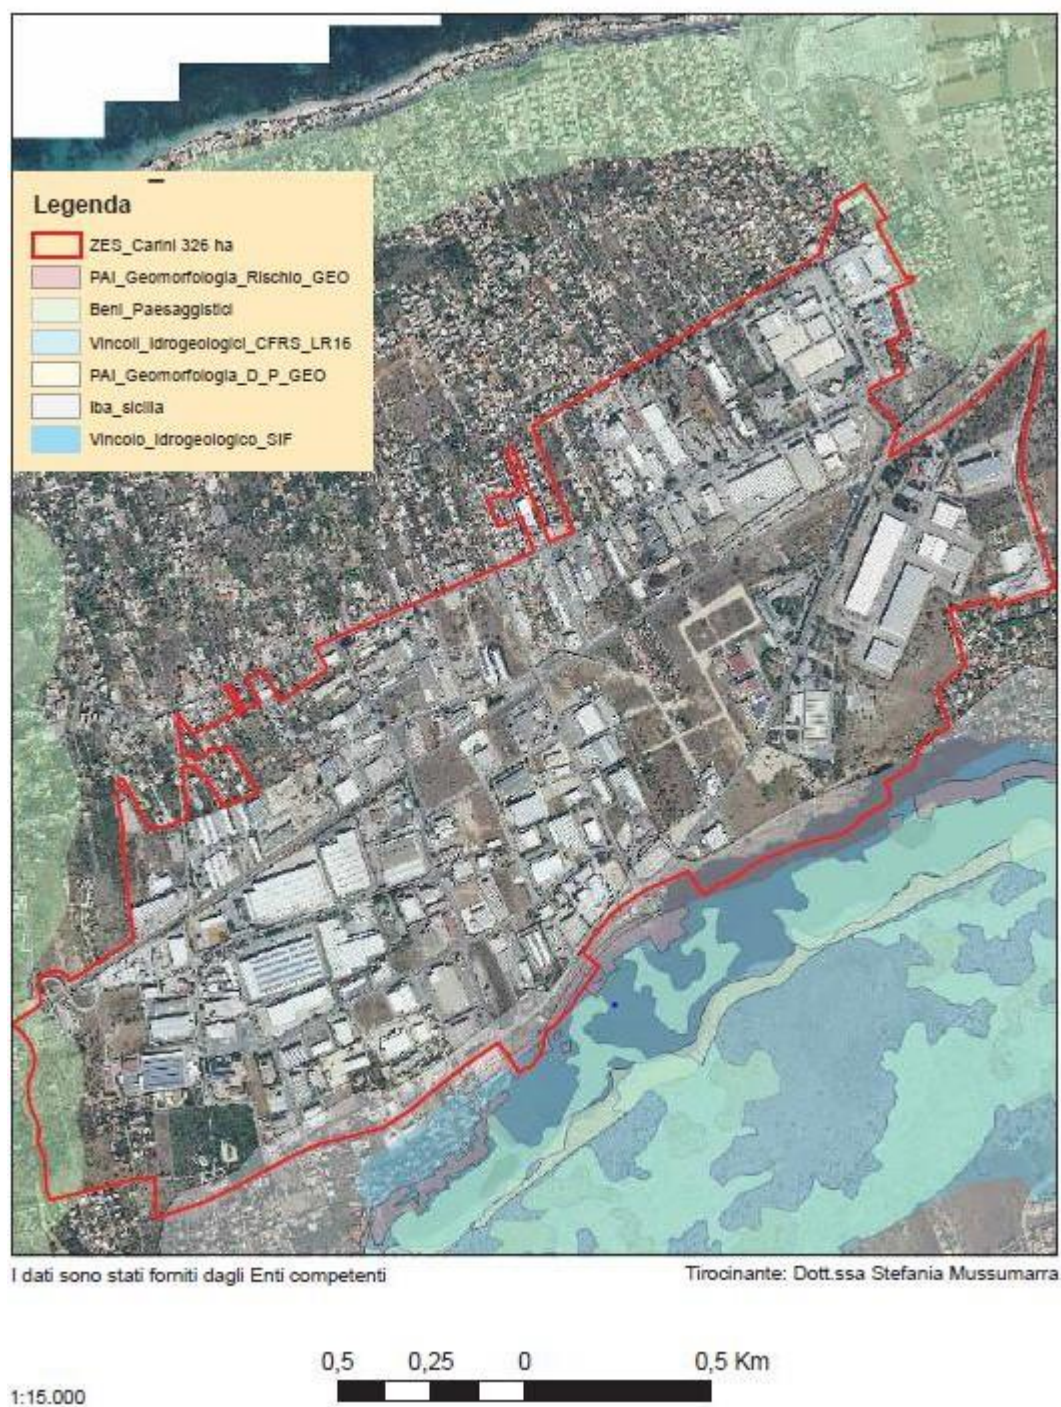 Legenda
ZES_Carini 326 ha
PAI_Geomorfologia_Rischio_GEO
Beni_Paesaggistici
Vincoli_Idrogeologici_CFRS_LR16
PAI_Geomorfologia_D_P_GEO
Iba_sicilia
Vincolo_Idrogeologico_SIF
I dati sono stati forniti dagli Enti competenti
Tirocinante: Dott.ssa Stefania Mussumarra
0,5 0,25 0 0,5 Km
1:15.000